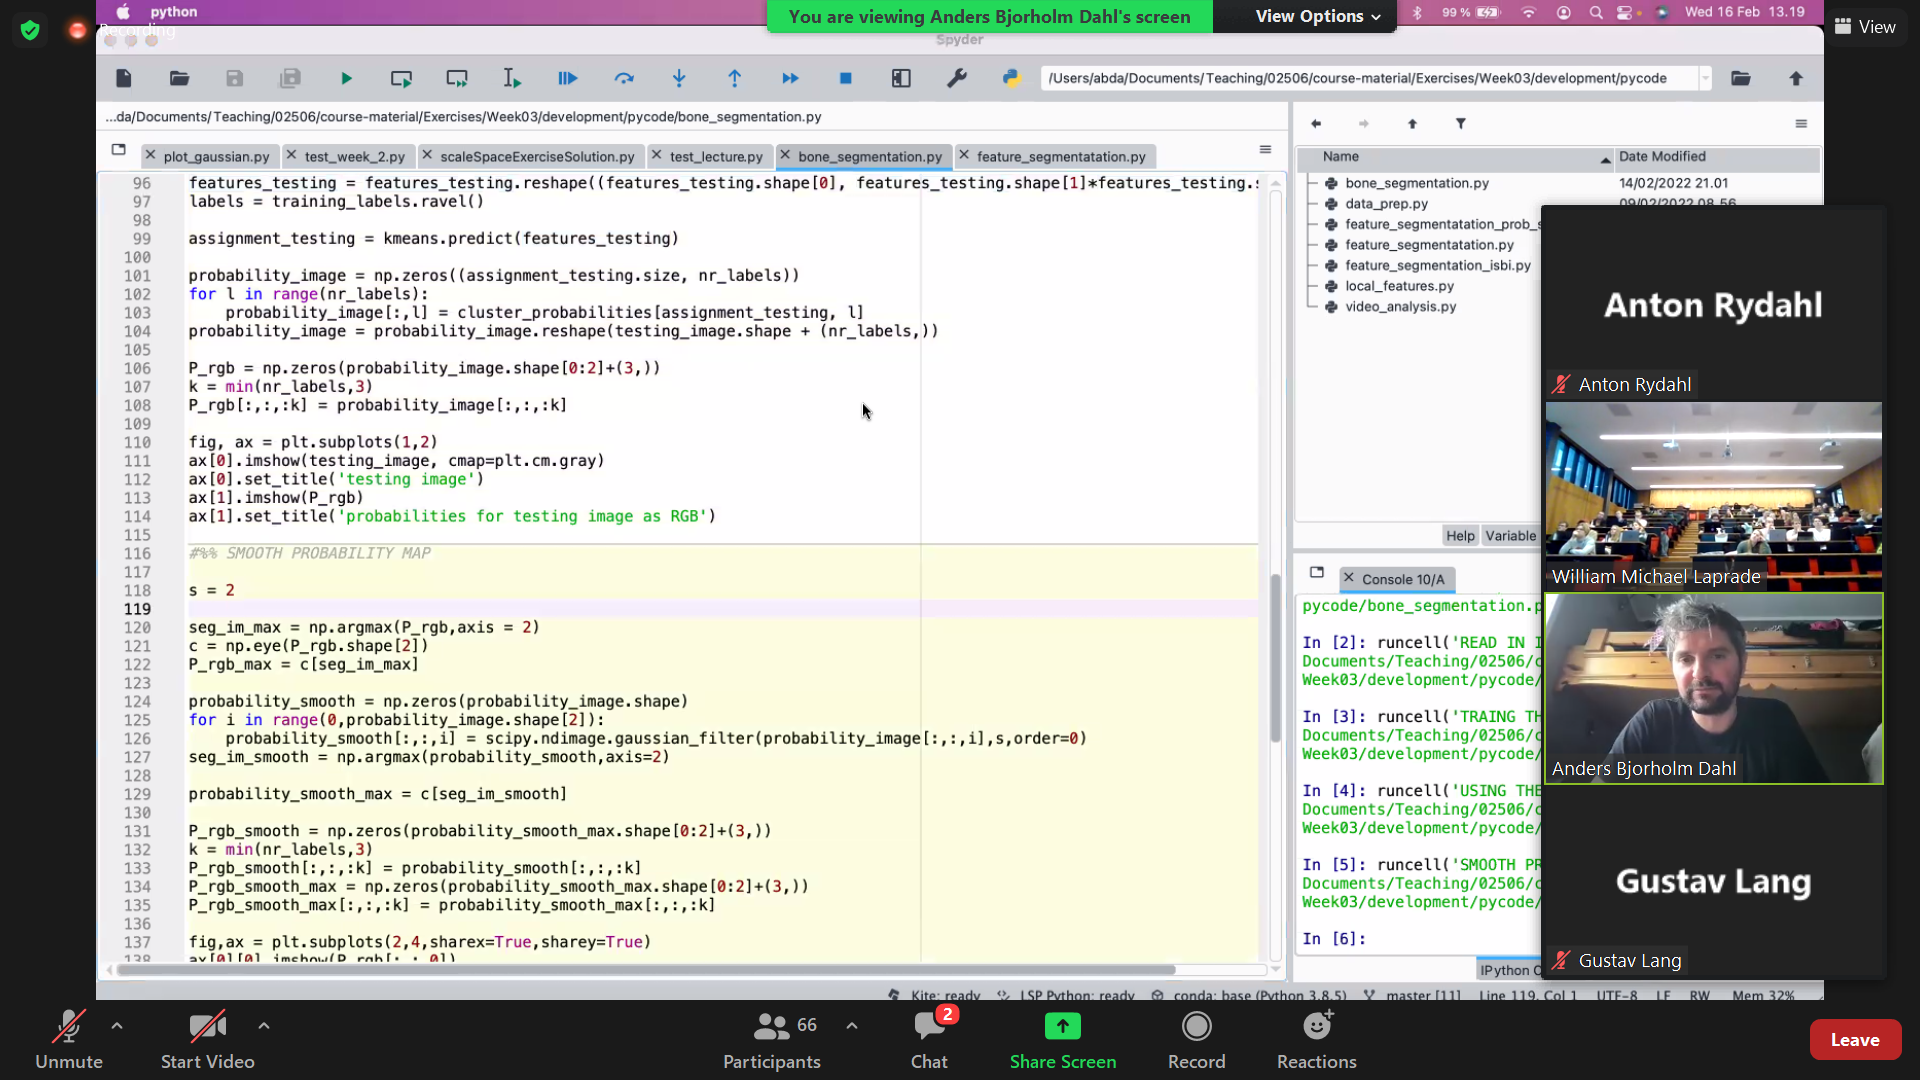 python
Recording
You are viewing Anders Bjorholm Dahl's screen
View Options
99 %
Wed 16 Feb 13.19
View
Spyder
/Users/abda/Documents/Teaching/02506/course-material/Exercises/Week03/development/pycode
...da/Documents/Teaching/02506/course-material/Exercises/Week03/development/pycode/bone_segmentation.py
plot_gaussian.py
test_week_2.py
scaleSpaceExerciseSolution.py
test_lecture.py
bone_segmentation.py
feature_segmentatation.py
96 features_testing = features_testing.reshape((features_testing.shape[0], features_testing.shape[1]*features_testing.s
97 labels = training_labels.ravel()
98
99 assignment_testing = kmeans.predict(features_testing)
100
101 probability_image = np.zeros((assignment_testing.size, nr_labels))
102 for l in range(nr_labels):
103     probability_image[:,l] = cluster_probabilities[assignment_testing, l]
104 probability_image = probability_image.reshape(testing_image.shape + (nr_labels,))
105
106 P_rgb = np.zeros(probability_image.shape[0:2]+(3,))
107 k = min(nr_labels,3)
108 P_rgb[:,:,:k] = probability_image[:,:,:k]
109
110 fig, ax = plt.subplots(1,2)
111 ax[0].imshow(testing_image, cmap=plt.cm.gray)
112 ax[0].set_title('testing image')
113 ax[1].imshow(P_rgb)
114 ax[1].set_title('probabilities for testing image as RGB')
115
116 #%% SMOOTH PROBABILITY MAP
117
118 s = 2
119
120 seg_im_max = np.argmax(P_rgb,axis = 2)
121 c = np.eye(P_rgb.shape[2])
122 P_rgb_max = c[seg_im_max]
123
124 probability_smooth = np.zeros(probability_image.shape)
125 for i in range(0,probability_image.shape[2]):
126     probability_smooth[:,:,i] = scipy.ndimage.gaussian_filter(probability_image[:,:,i],s,order=0)
127 seg_im_smooth = np.argmax(probability_smooth,axis=2)
128
129 probability_smooth_max = c[seg_im_smooth]
130
131 P_rgb_smooth = np.zeros(probability_smooth_max.shape[0:2]+(3,))
132 k = min(nr_labels,3)
133 P_rgb_smooth[:,:,:k] = probability_smooth[:,:,:k]
134 P_rgb_smooth_max = np.zeros(probability_smooth_max.shape[0:2]+(3,))
135 P_rgb_smooth_max[:,:,:k] = probability_smooth_max[:,:,:k]
136
137 fig,ax = plt.subplots(2,4,sharex=True,sharey=True)
138 ax[0][0].imshow(P_rgb[:,:,0])
Name
Date Modified
bone_segmentation.py 14/02/2022 21.01
data_prep.py 09/02/2022 08.56
feature_segmentatation_prob_s
feature_segmentatation.py
feature_segmentation_isbi.py
local_features.py
video_analysis.py
Help
Variable
Console 10/A
pycode/bone_segmentation.p
In [2]: runcell('READ IN I
Documents/Teaching/02506/c
Week03/development/pycode/
In [3]: runcell('TRAING TH
Documents/Teaching/02506/c
Week03/development/pycode/
In [4]: runcell('USING THE
Documents/Teaching/02506/c
Week03/development/pycode/
In [5]: runcell('SMOOTH PR
Documents/Teaching/02506/c
Week03/development/pycode/
In [6]:
IPython C
Kite: ready
LSP Python: ready
conda: base (Python 3.8.5)
master [11]
Line 119, Col 1
UTF-8
LF
RW
Mem 32%
Anton Rydahl
Anton Rydahl
William Michael Laprade
Anders Bjorholm Dahl
Gustav Lang
Gustav Lang
Unmute
Start Video
66
Participants
2
Chat
Share Screen
Record
Reactions
Leave